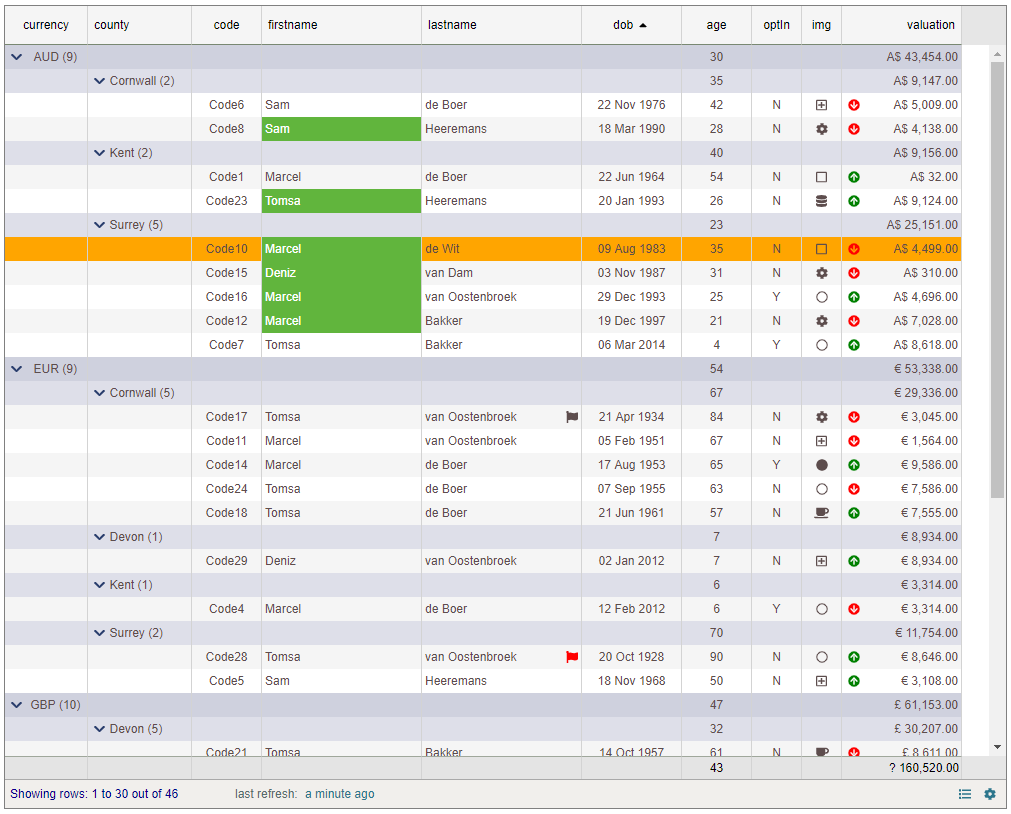 currency county code firstname lastname dob age optIn img valuation
AUD (9) 30 A$ 43,454.00
Cornwall (2) 35 A$ 9,147.00
Code6 Sam de Boer 22 Nov 1976 42 N A$ 5,009.00
Code8 Sam Heeremans 18 Mar 1990 28 N A$ 4,138.00
Kent (2) 40 A$ 9,156.00
Code1 Marcel de Boer 22 Jun 1964 54 N A$ 32.00
Code23 Tomsa Heeremans 20 Jan 1993 26 N A$ 9,124.00
Surrey (5) 23 A$ 25,151.00
Code10 Marcel de Wit 09 Aug 1983 35 N A$ 4,499.00
Code15 Deniz van Dam 03 Nov 1987 31 N A$ 310.00
Code16 Marcel van Oostenbroek 29 Dec 1993 25 Y A$ 4,696.00
Code12 Marcel Bakker 19 Dec 1997 21 N A$ 7,028.00
Code7 Tomsa Bakker 06 Mar 2014 4 Y A$ 8,618.00
EUR (9) 54 € 53,338.00
Cornwall (5) 67 € 29,336.00
Code17 Tomsa van Oostenbroek 21 Apr 1934 84 N € 3,045.00
Code11 Marcel van Oostenbroek 05 Feb 1951 67 N € 1,564.00
Code14 Marcel de Boer 17 Aug 1953 65 Y € 9,586.00
Code24 Tomsa de Boer 07 Sep 1955 63 N € 7,586.00
Code18 Tomsa de Boer 21 Jun 1961 57 N € 7,555.00
Devon (1) 7 € 8,934.00
Code29 Deniz van Oostenbroek 02 Jan 2012 7 N € 8,934.00
Kent (1) 6 € 3,314.00
Code4 Marcel de Boer 12 Feb 2012 6 Y € 3,314.00
Surrey (2) 70 € 11,754.00
Code28 Tomsa van Oostenbroek 20 Oct 1928 90 N € 8,646.00
Code5 Sam Heeremans 18 Nov 1968 50 N € 3,108.00
GBP (10) 47 £ 61,153.00
Devon (5) 32 £ 30,207.00
Code21 Tomsa Bakker 14 Oct 1957 61 N £ 8,611.00
43 ? 160,520.00
Showing rows: 1 to 30 out of 46 last refresh: a minute ago